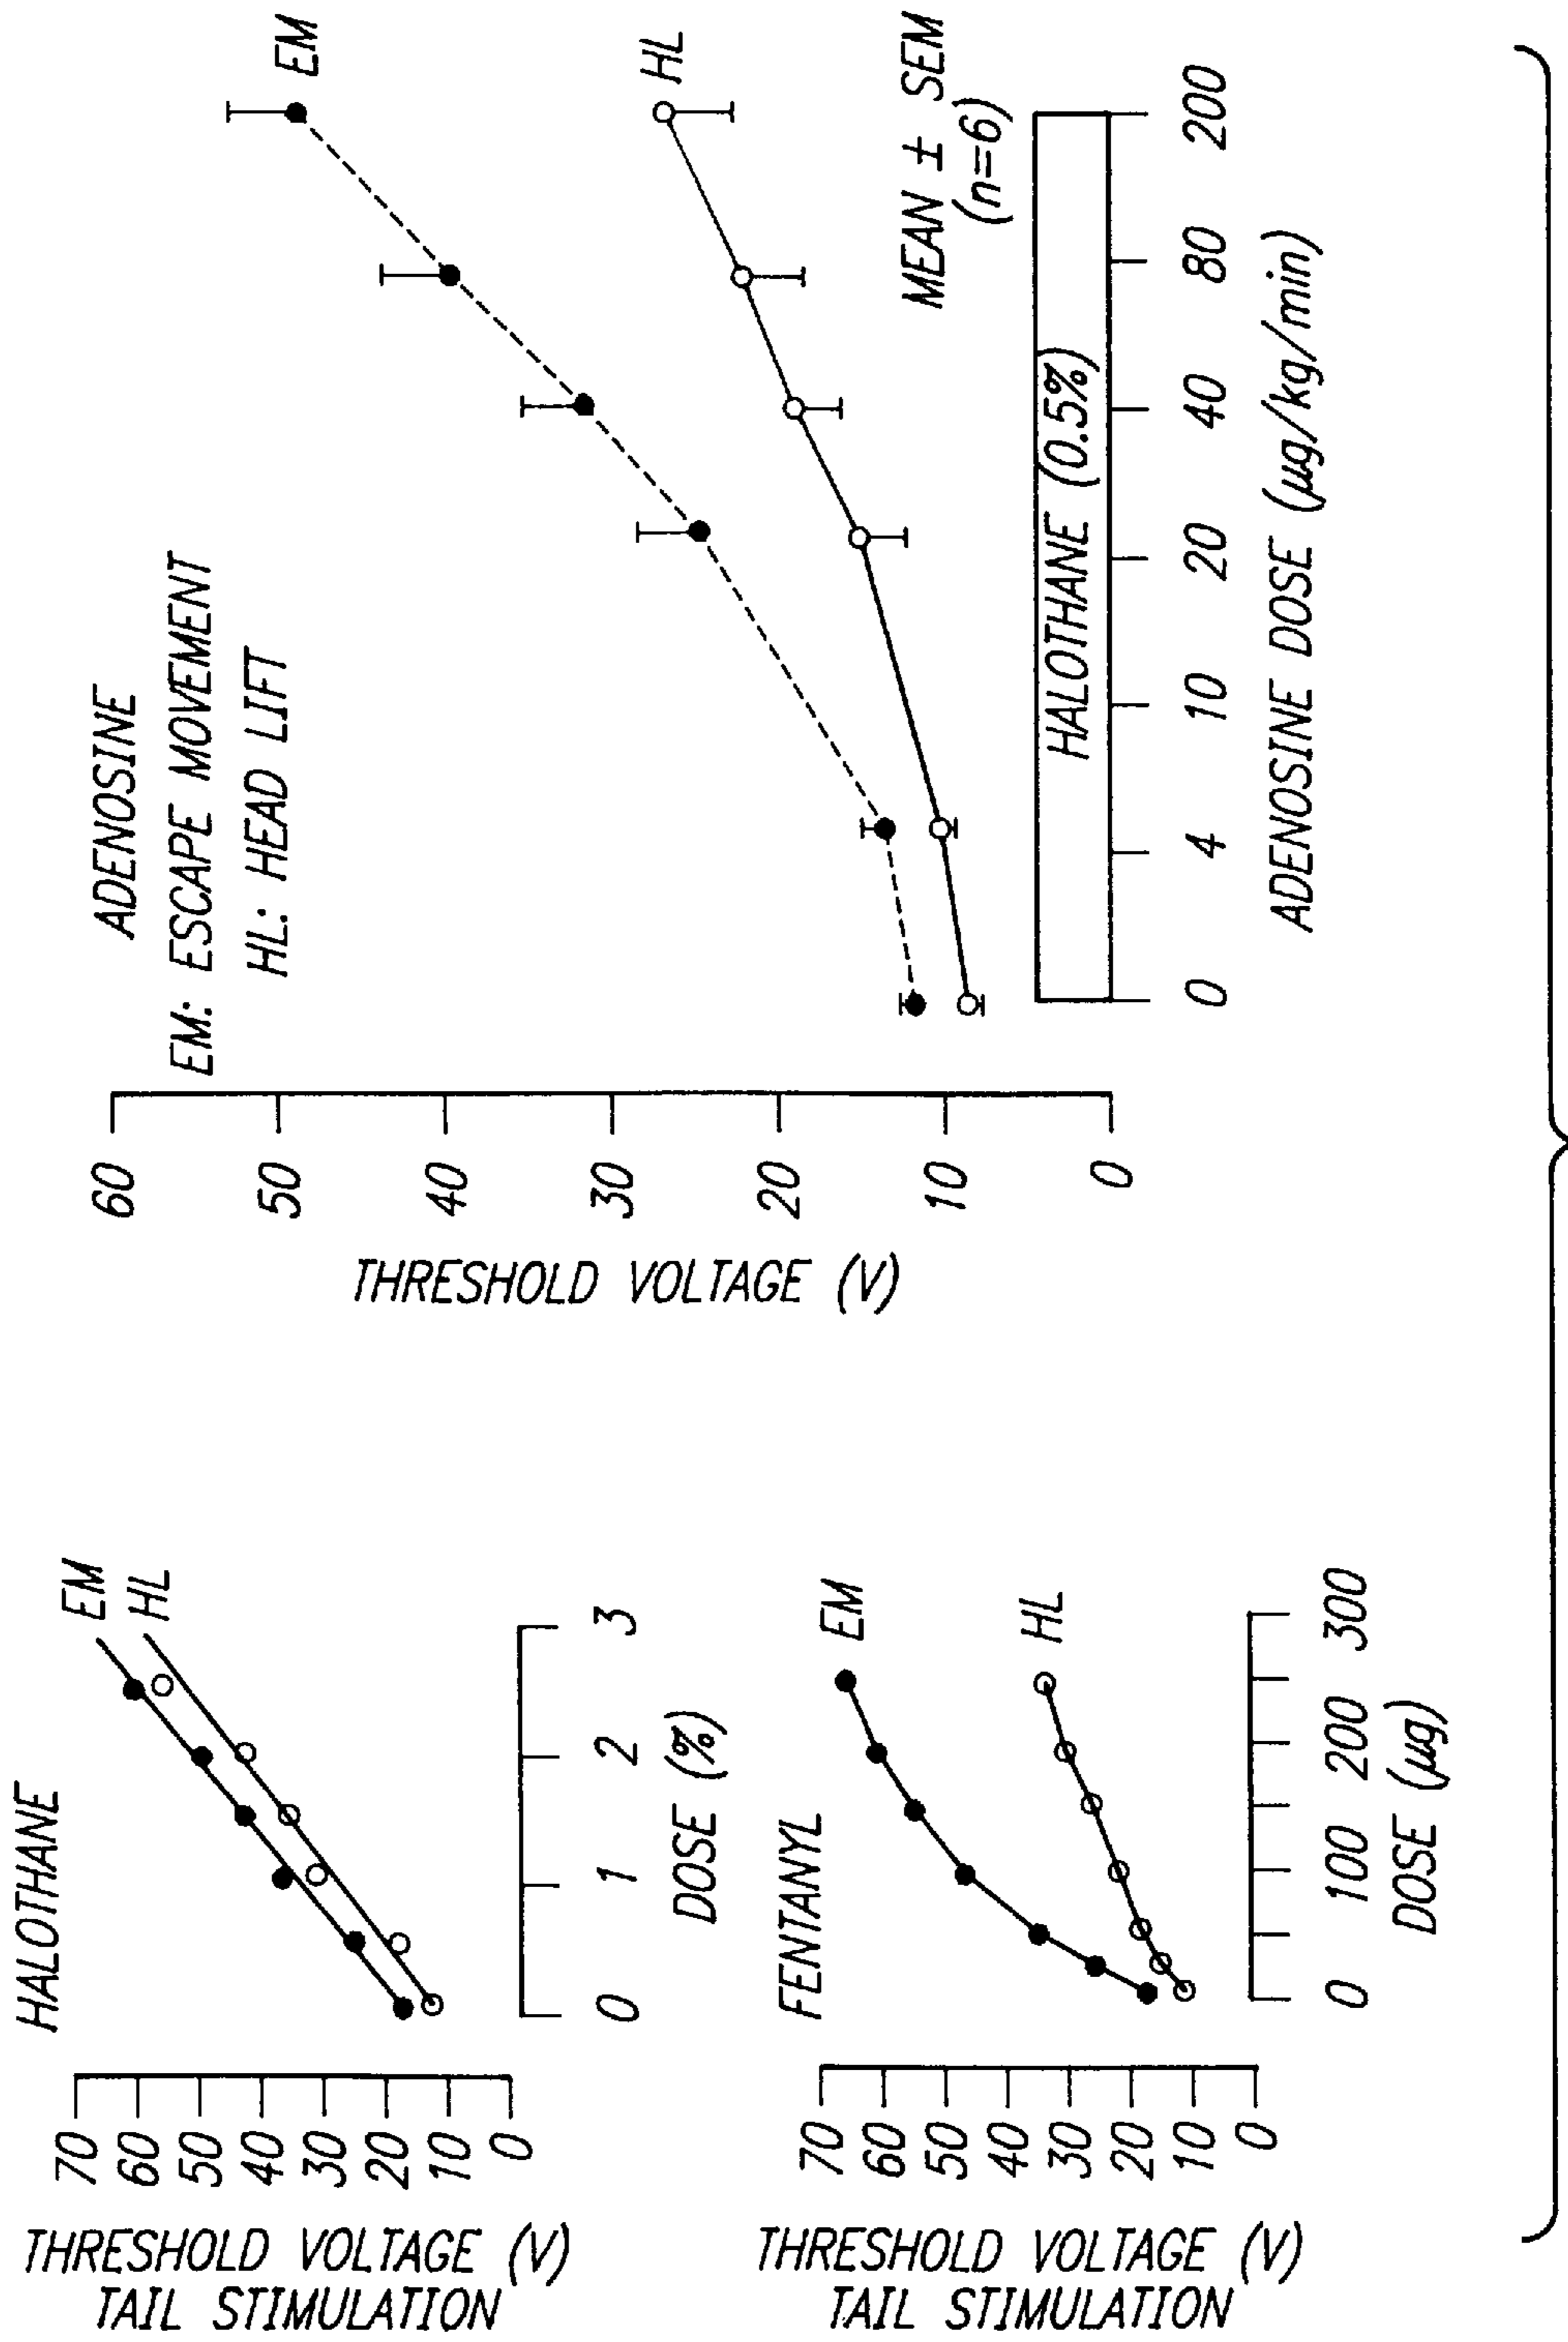 HALOTHANE
EM
HL
70
60
50
40
30
20
10
0
THRESHOLD VOLTAGE (V)
TAIL STIMULATION
0 1 2 3
DOSE (%)
FENTANYL
EM
HL
70
60
50
40
30
20
10
0
THRESHOLD VOLTAGE (V)
TAIL STIMULATION
0 100 200 300
DOSE (µg)
ADENOSINE
EM: ESCAPE MOVEMENT
HL: HEAD LIFT
EM
HL
60
50
40
30
20
10
0
THRESHOLD VOLTAGE (V)
MEAN ± SEM
(n=6)
HALOTHANE (0.5%)
0 4 10 20 40 80 200
ADENOSINE DOSE (µg/kg/min)